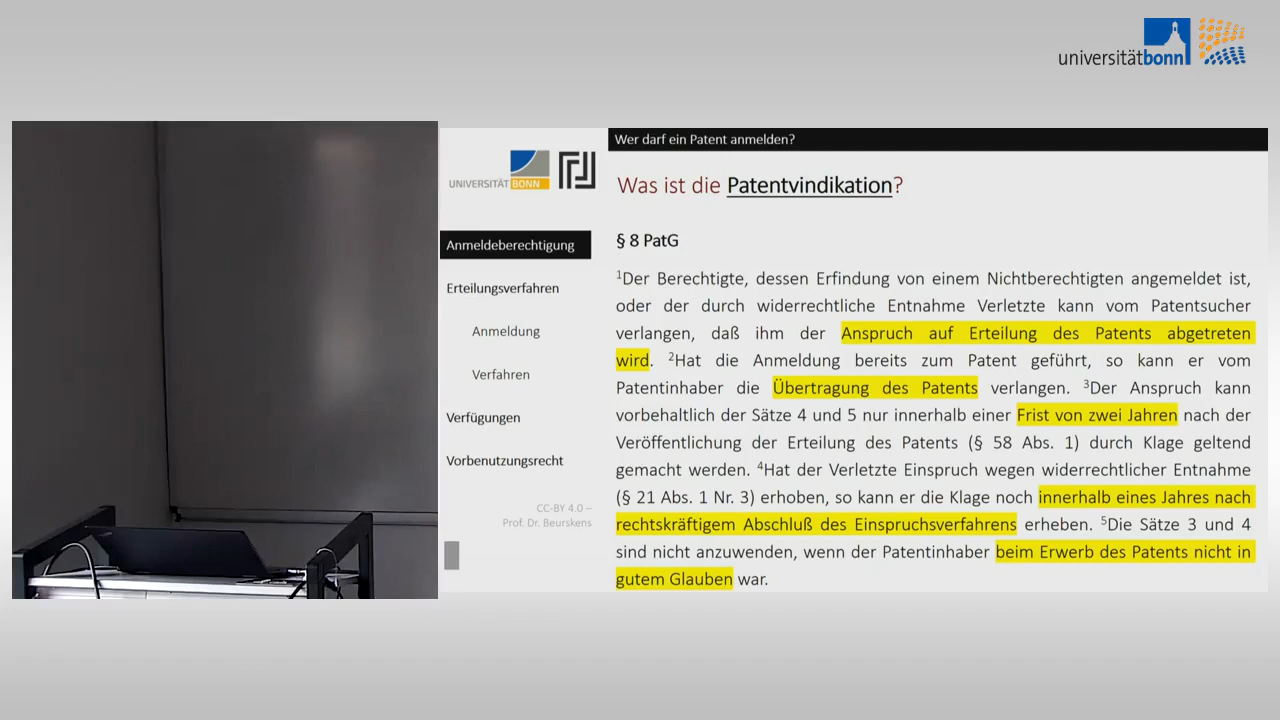 universitätbonn
Wer darf ein Patent anmelden?
UNIVERSITÄT BONN
Was ist die Patentvindikation?
Anmeldeberechtigung
Erteilungsverfahren
Anmeldung
Verfahren
Verfügungen
Vorbenutzungsrecht
CC-BY 4.0 –
Prof. Dr. Beurskens
§ 8 PatG
¹Der Berechtigte, dessen Erfindung von einem Nichtberechtigten angemeldet ist,
oder der durch widerrechtliche Entnahme Verletzte kann vom Patentsucher
verlangen, daß ihm der Anspruch auf Erteilung des Patents abgetreten
wird. ²Hat die Anmeldung bereits zum Patent geführt, so kann er vom
Patentinhaber die Übertragung des Patents verlangen. ³Der Anspruch kann
vorbehaltlich der Sätze 4 und 5 nur innerhalb einer Frist von zwei Jahren nach der
Veröffentlichung der Erteilung des Patents (§ 58 Abs. 1) durch Klage geltend
gemacht werden. ⁴Hat der Verletzte Einspruch wegen widerrechtlicher Entnahme
(§ 21 Abs. 1 Nr. 3) erhoben, so kann er die Klage noch innerhalb eines Jahres nach
rechtskräftigem Abschluß des Einspruchsverfahrens erheben. ⁵Die Sätze 3 und 4
sind nicht anzuwenden, wenn der Patentinhaber beim Erwerb des Patents nicht in
gutem Glauben war.